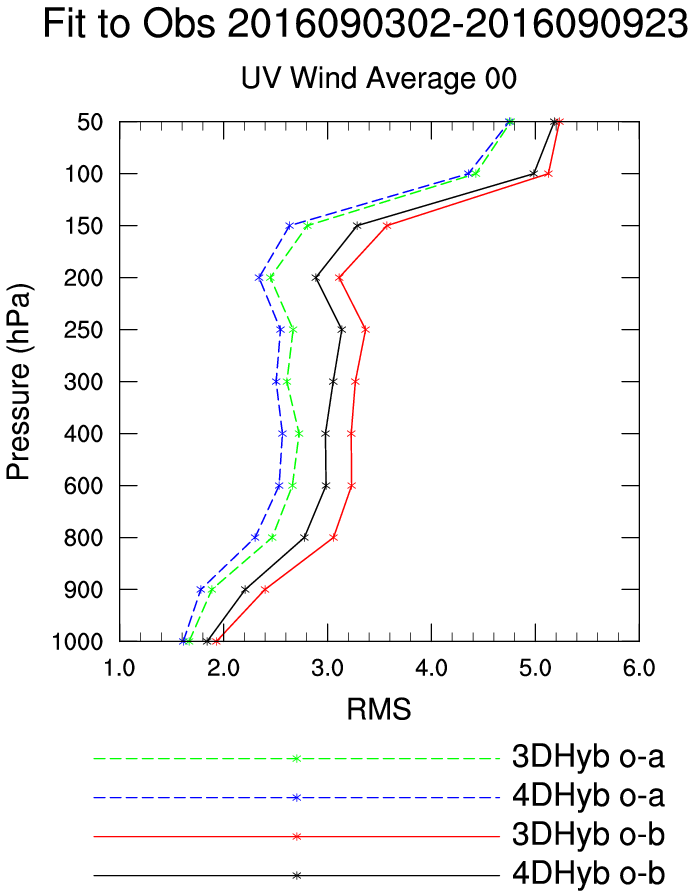 Fit to Obs 2016090302-2016090923
UV Wind Average 00
50
100
150
200
250
300
400
600
800
900
1000
Pressure (hPa)
1.0 2.0 3.0 4.0 5.0 6.0
RMS
3DHyb o-a
4DHyb o-a
3DHyb o-b
4DHyb o-b